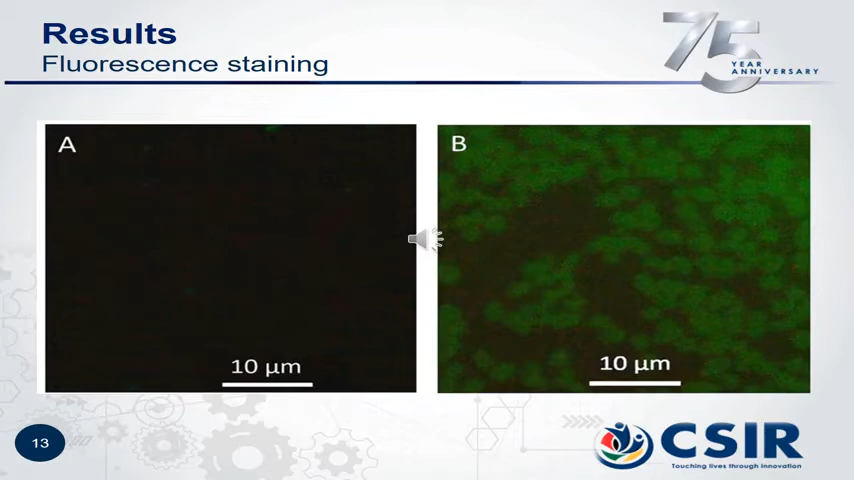 Results
Fluorescence staining
75
YEAR
ANNIVERSARY
A
B
10 µm
10 µm
13
CSIR
Touching lives through innovation